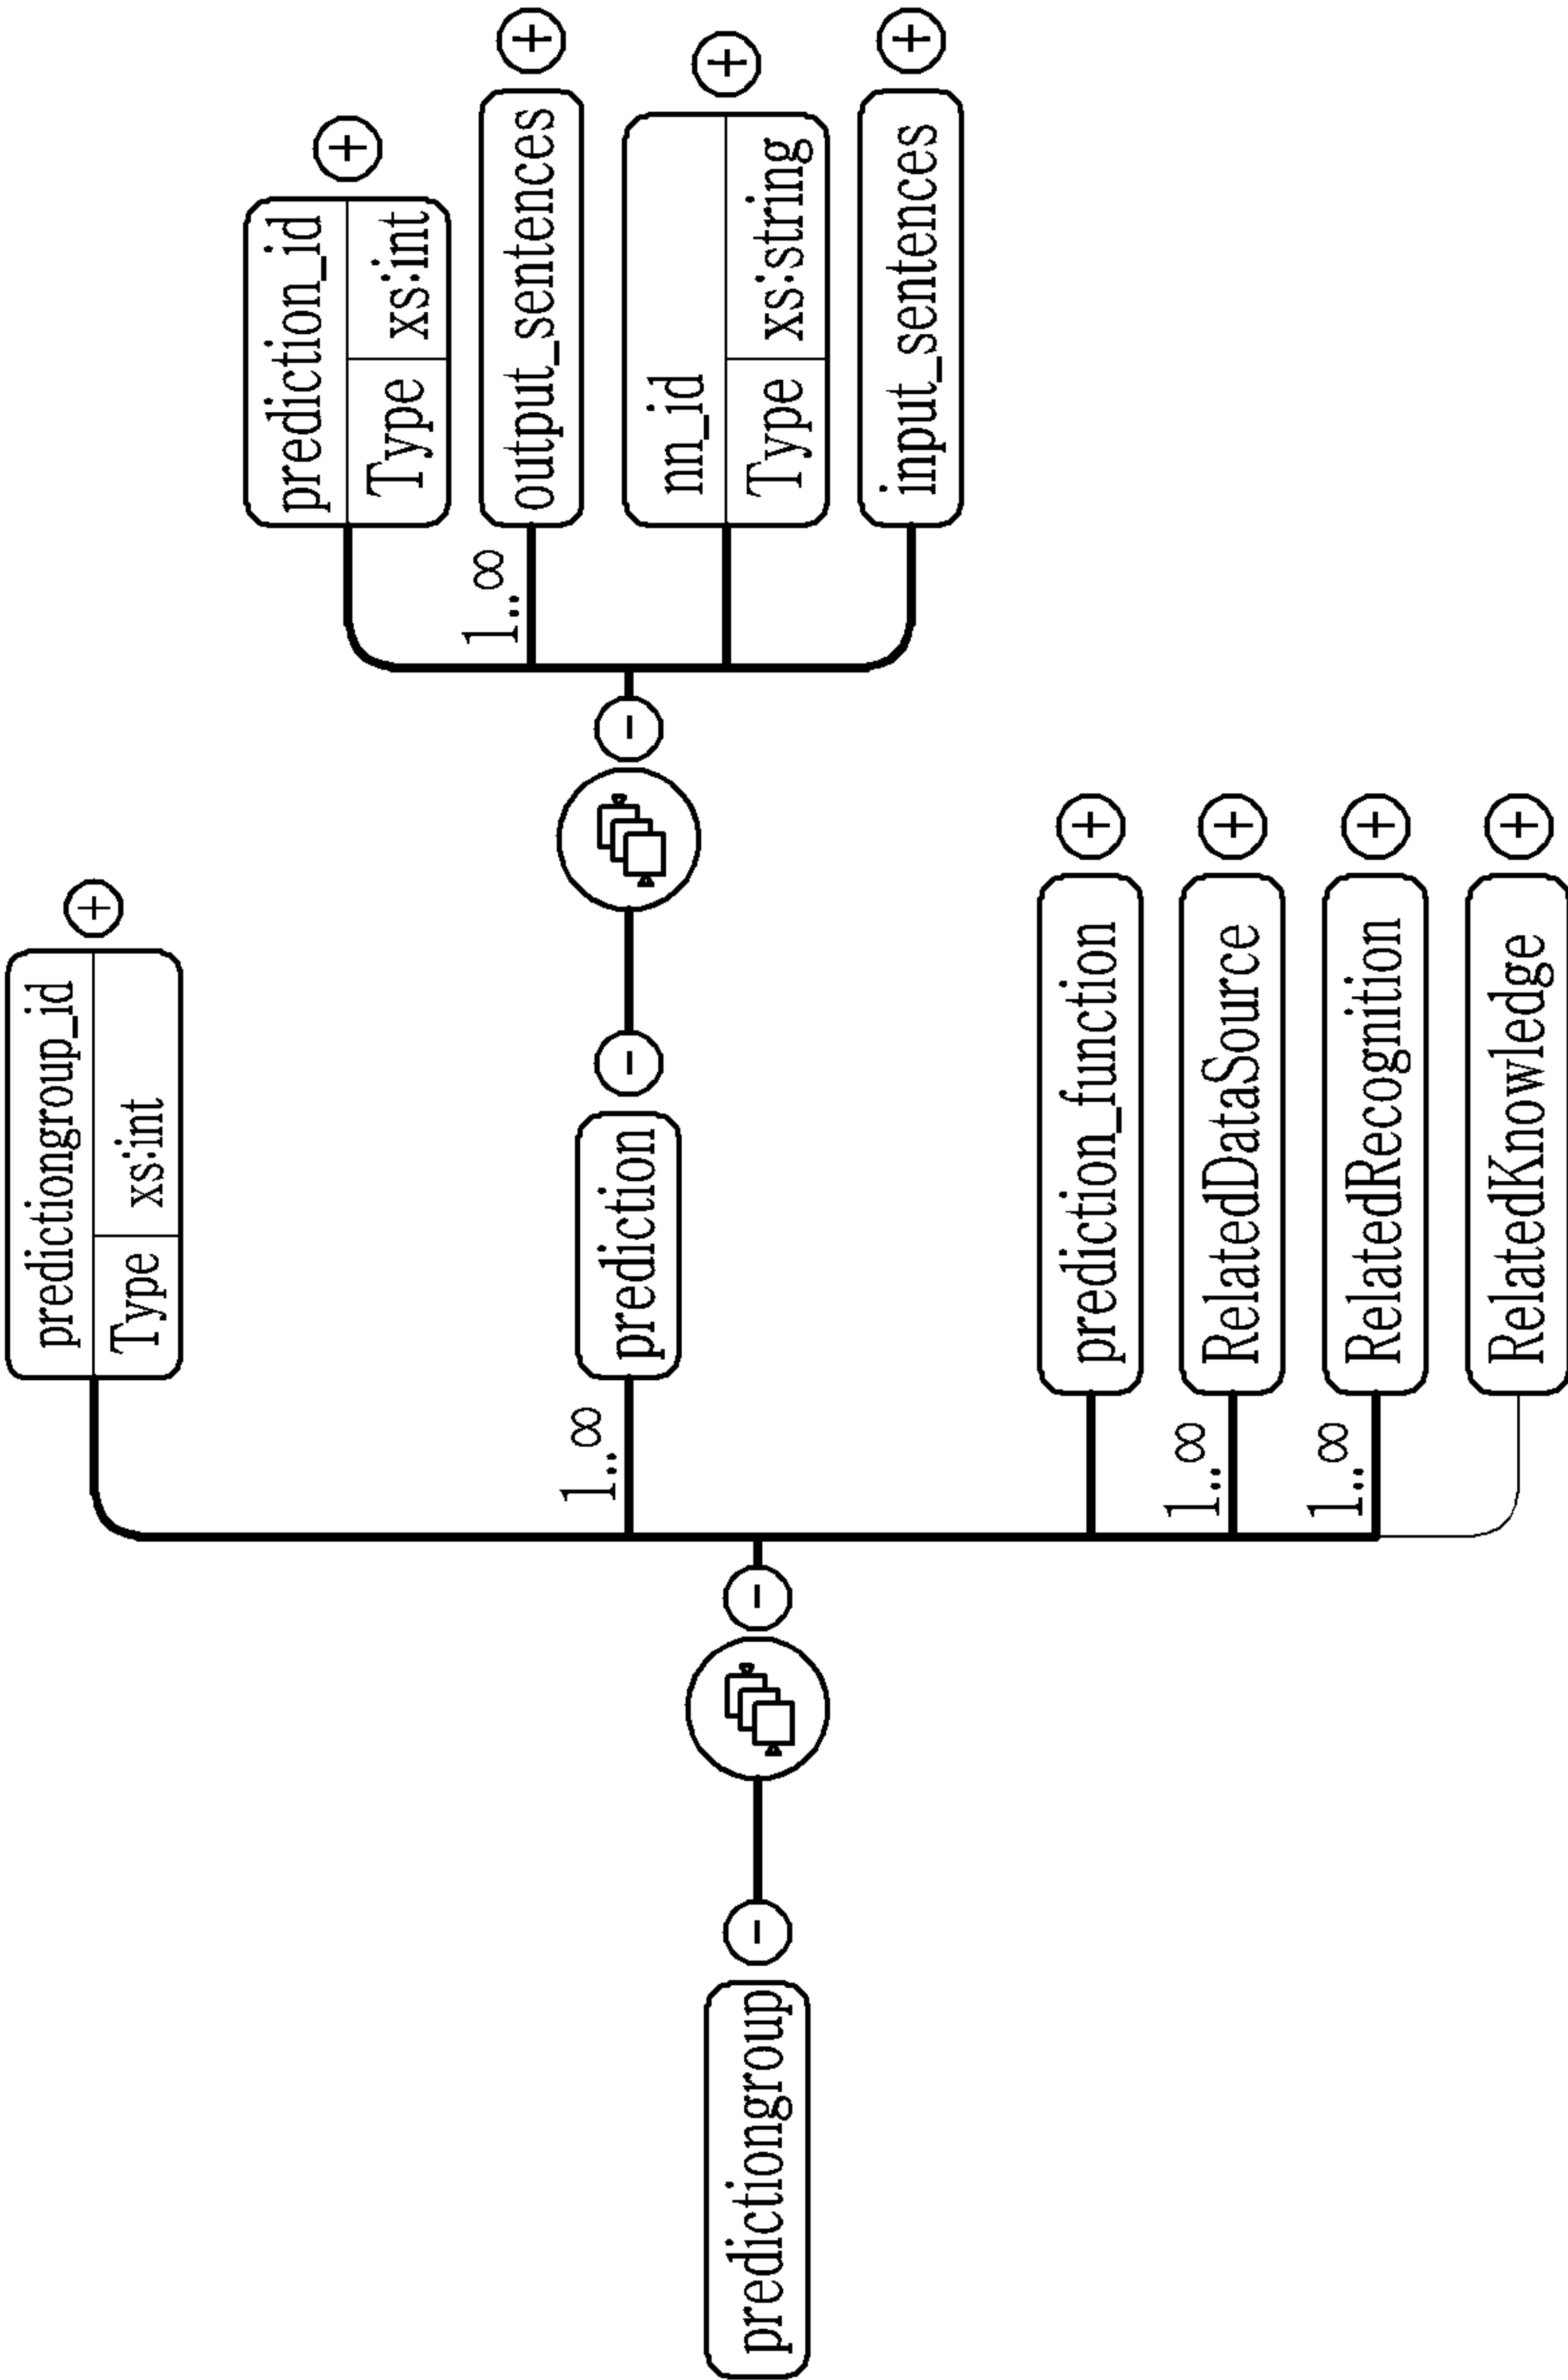 predictiongroup
predictiongroup_id
Type xs:int
1..∞
prediction
prediction_id
Type xs:int
1..∞
output_sentences
nn_id
Type xs:string
input_sentences
prediction_function
1..∞
RelatedDataSource
1..∞
RelatedRecognition
RelatedKnowledge